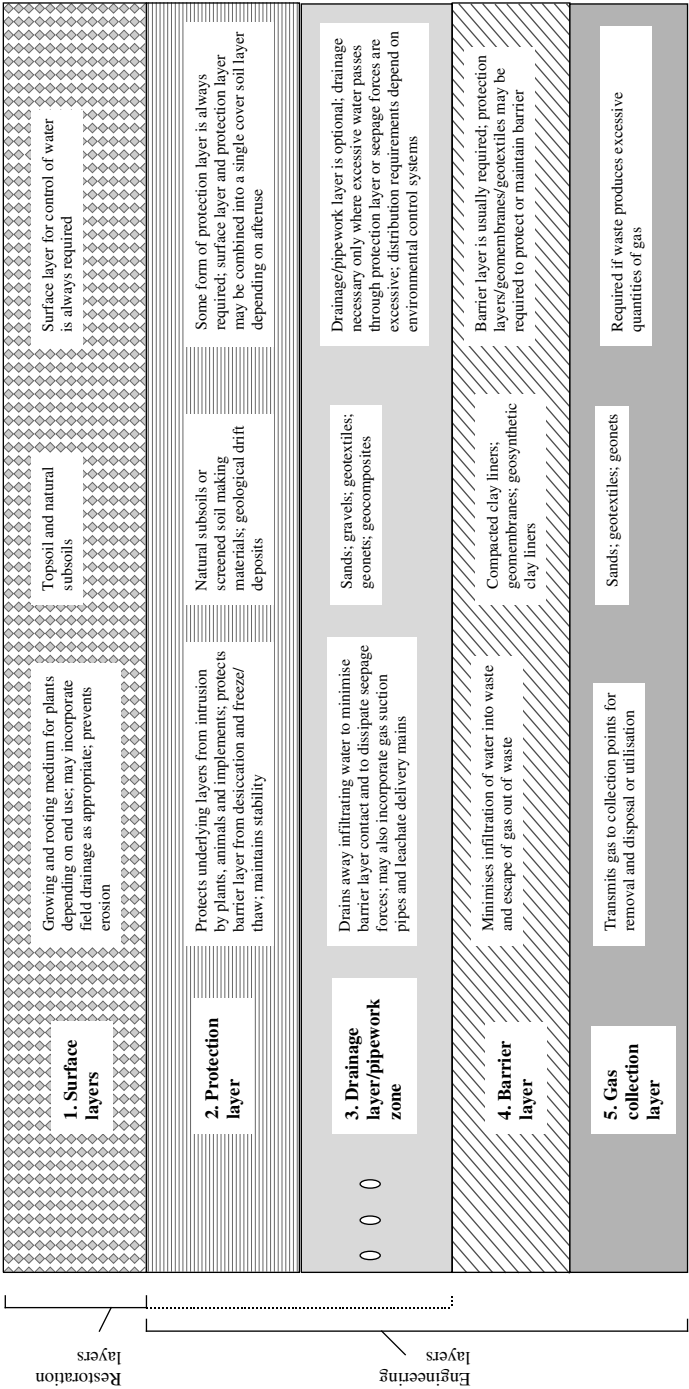 Restoration
layers
Engineering
layers
1. Surface
layers
Growing and rooting medium for plants
depending on end use; may incorporate
field drainage as appropriate; prevents
erosion
Topsoil and natural
subsoils
Surface layer for control of water
is always required
2. Protection
layer
Protects underlying layers from intrusion
by plants, animals and implements; protects
barrier layer from desiccation and freeze/
thaw; maintains stability
Natural subsoils or
screened soil making
materials; geological drift
deposits
Some form of protection layer is always
required; surface layer and protection layer
may be combined into a single cover soil layer
depending on afteruse
3. Drainage
layer/pipework
zone
Drains away infiltrating water to minimise
barrier layer contact and to dissipate seepage
forces; may also incorporate gas suction
pipes and leachate delivery mains
Sands; gravels; geotextiles;
geonets; geocomposites
Drainage/pipework layer is optional; drainage
necessary only where excessive water passes
through protection layer or seepage forces are
excessive; distribution requirements depend on
environmental control systems
4. Barrier
layer
Minimises infiltration of water into waste
and escape of gas out of waste
Compacted clay liners;
geomembranes; geosynthetic
clay liners
Barrier layer is usually required; protection
layers/geomembranes/geotextiles may be
required to protect or maintain barrier
5. Gas
collection
layer
Transmits gas to collection points for
removal and disposal or utilisation
Sands; geotextiles; geonets
Required if waste produces excessive
quantities of gas